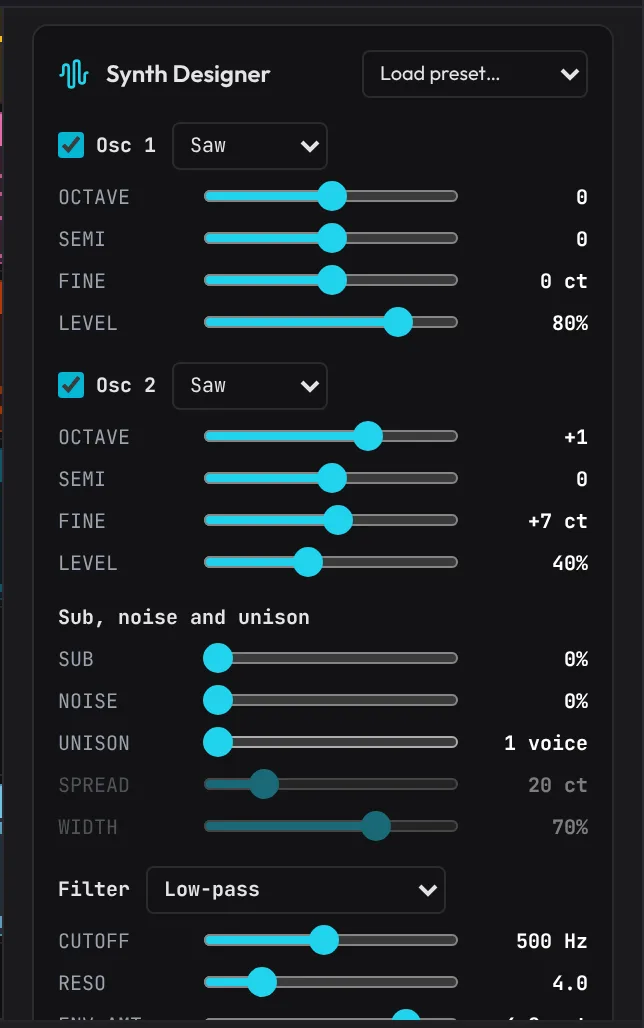 Synth Designer Load preset...
Osc 1 Saw
OCTAVE 0
SEMI 0
FINE 0 ct
LEVEL 80%
Osc 2 Saw
OCTAVE +1
SEMI 0
FINE +7 ct
LEVEL 40%
Sub, noise and unison
SUB 0%
NOISE 0%
UNISON 1 voice
SPREAD 20 ct
WIDTH 70%
Filter Low-pass
CUTOFF 500 Hz
RESO 4.0
ENV AMT